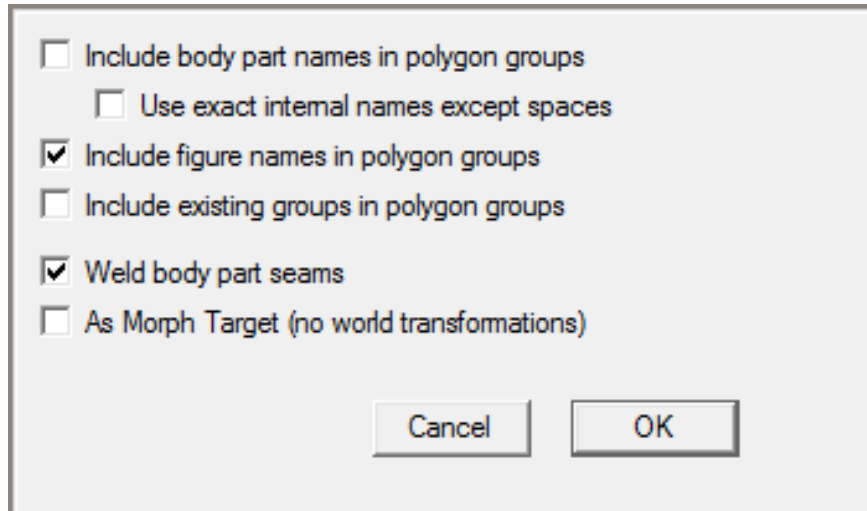 Include body part names in polygon groups
Use exact internal names except spaces
Include figure names in polygon groups
Include existing groups in polygon groups
Weld body part seams
As Morph Target (no world transformations)
Cancel OK